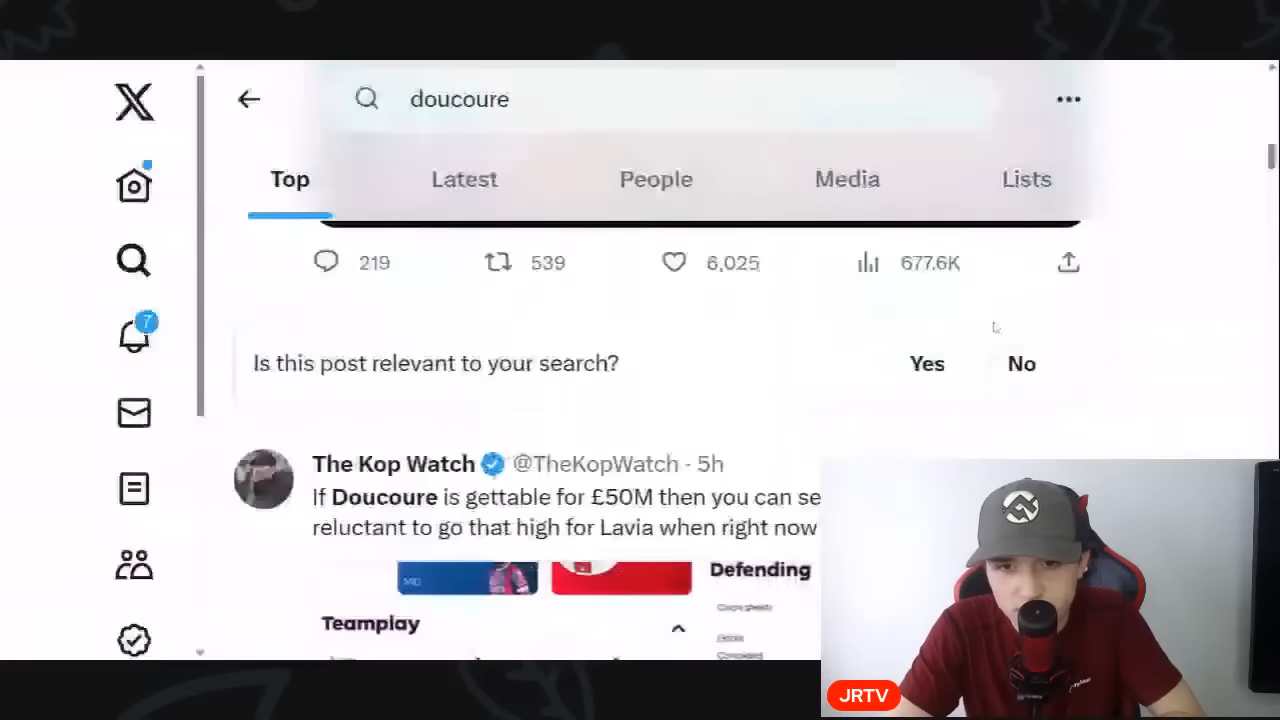 doucoure
Top Latest People Media Lists
219 539 6,025 677.6K
Is this post relevant to your search? Yes No
7
The Kop Watch @TheKopWatch · 5h
If Doucoure is gettable for £50M then you can se
reluctant to go that high for Lavia when right now
Defending
Teamplay
JRTV